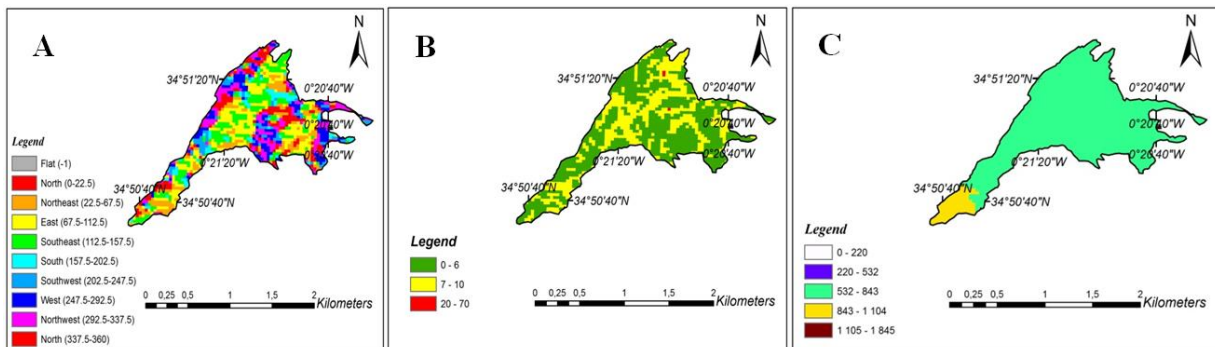 A
N
34°51'20"N
0°20'40"W
0°20'40"W
0°21'20"W
34°50'40"N
34°50'40"N
Legend
Flat (-1)
North (0-22.5)
Northeast (22.5-67.5)
East (67.5-112.5)
Southeast (112.5-157.5)
South (157.5-202.5)
Southwest (202.5-247.5)
West (247.5-292.5)
Northwest (292.5-337.5)
North (337.5-360)
0 0,25 0,5 1 1,5 2
Kilometers
B
N
34°51'20"N
0°20'40"W
0°20'40"W
0°21'20"W
34°50'40"N
34°50'40"N
Legend
0 - 6
7 - 10
20 - 70
0 0,25 0,5 1 1,5 2
Kilometers
C
N
34°51'20"N
0°20'40"W
0°21'20"W
34°50'40"N
34°50'40"N
Legend
0 - 220
220 - 532
532 - 843
843 - 1 104
1 105 - 1 845
0 0,25 0,5 1 1,5 2
Kilometers